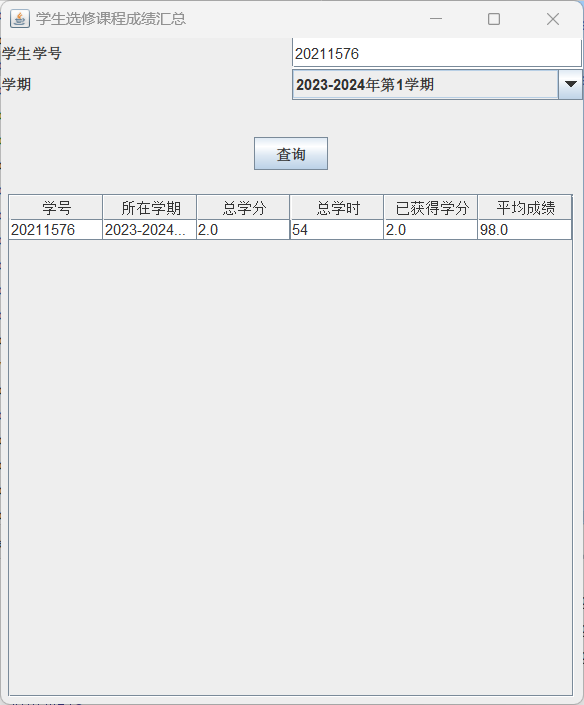 学生选修课程成绩汇总
学生学号 20211576
学期 2023-2024年第1学期
查询
学号 所在学期 总学分 总学时 已获得学分 平均成绩
20211576 2023-2024... 2.0 54 2.0 98.0